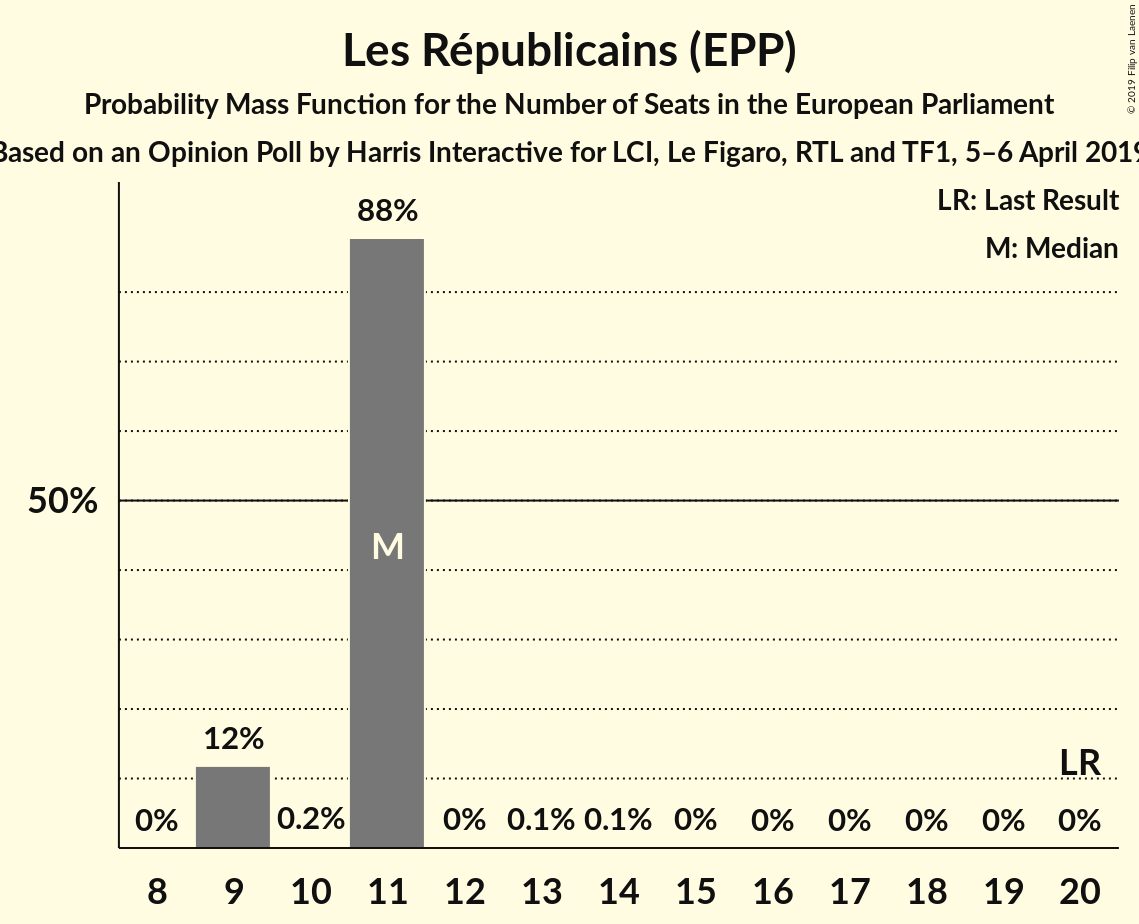 Les Républicains (EPP)
Probability Mass Function for the Number of Seats in the European Parliament
Based on an Opinion Poll by Harris Interactive for LCI, Le Figaro, RTL and TF1, 5–6 April 2019
© 2019 Filip van Laenen
LR: Last Result
M: Median
88%
50%
M
12%
LR
0% 0.2% 0% 0.1% 0.1% 0% 0% 0% 0% 0% 0%
8 9 10 11 12 13 14 15 16 17 18 19 20